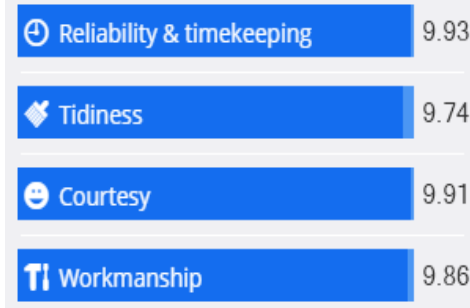 Reliability & timekeeping 9.93
Tidiness 9.74
Courtesy 9.91
Workmanship 9.86